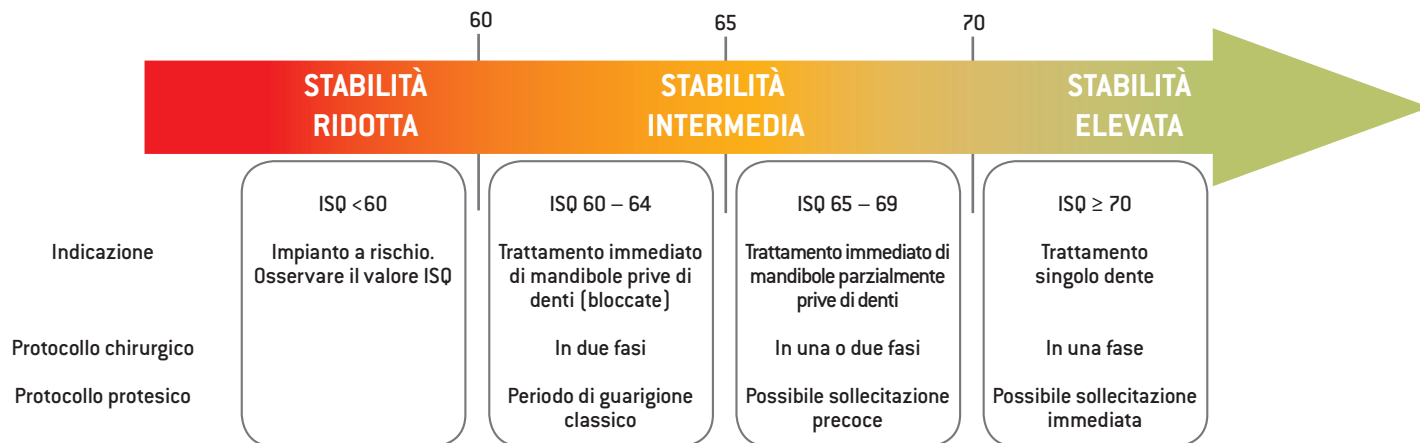 60
65
70
STABILITÀ
RIDOTTA
STABILITÀ
INTERMEDIA
STABILITÀ
ELEVATA
ISQ <60
ISQ 60 – 64
ISQ 65 – 69
ISQ ≥ 70
Indicazione
Impianto a rischio.
Osservare il valore ISQ
Trattamento immediato
di mandibole prive di
denti (bloccate)
Trattamento immediato di
mandibole parzialmente
prive di denti
Trattamento
singolo dente
Protocollo chirurgico
In due fasi
In una o due fasi
In una fase
Protocollo protesico
Periodo di guarigione
classico
Possibile sollecitazione
precoce
Possibile sollecitazione
immediata